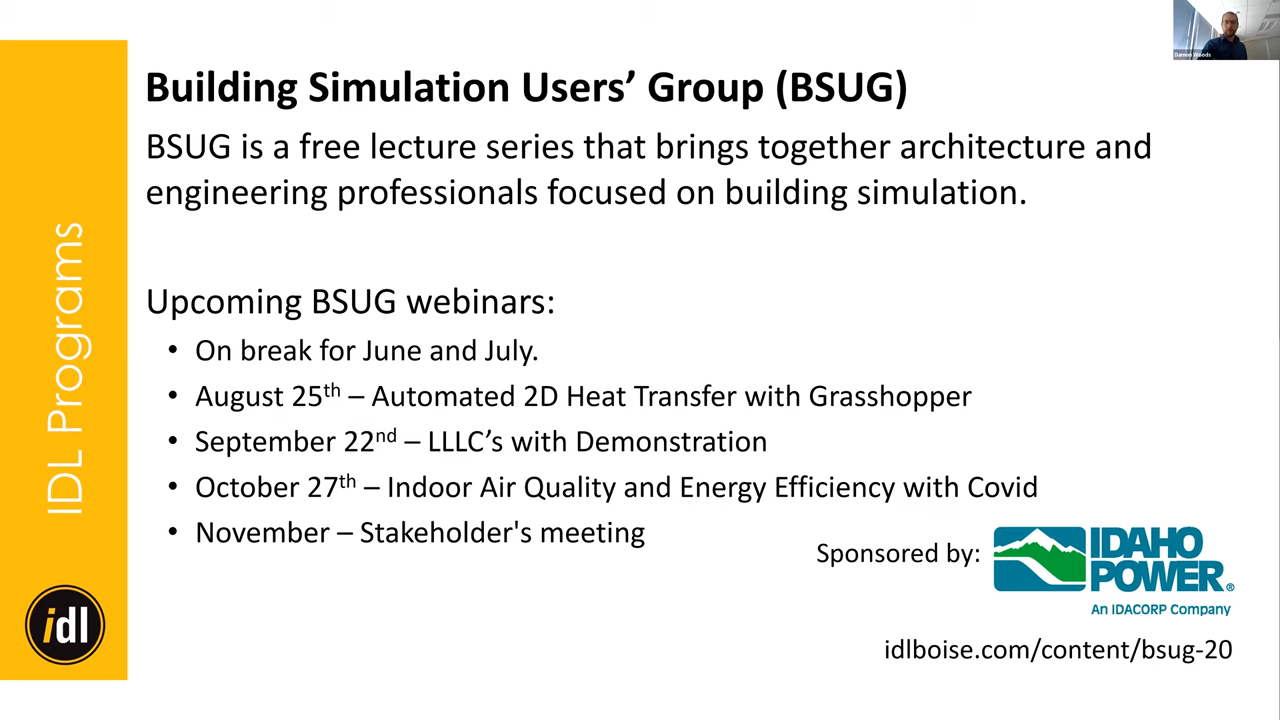 Damon Woods
Building Simulation Users’ Group (BSUG)
BSUG is a free lecture series that brings together architecture and
engineering professionals focused on building simulation.
IDL Programs
Upcoming BSUG webinars:
• On break for June and July.
• August 25th – Automated 2D Heat Transfer with Grasshopper
• September 22nd – LLLC’s with Demonstration
• October 27th – Indoor Air Quality and Energy Efficiency with Covid
• November – Stakeholder's meeting
Sponsored by:
IDAHO
POWER®
An IDACORP Company
idl
idlboise.com/content/bsug-20